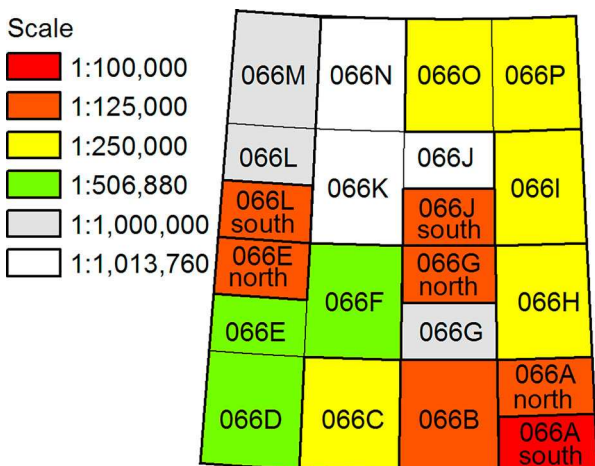 Scale
1:100,000
1:125,000
1:250,000
1:506,880
1:1,000,000
1:1,013,760
066M
066N
066O
066P
066L
066K
066J
066I
066L
south
066J
south
066E
north
066F
066G
north
066H
066E
066G
066D
066C
066B
066A
north
066A
south